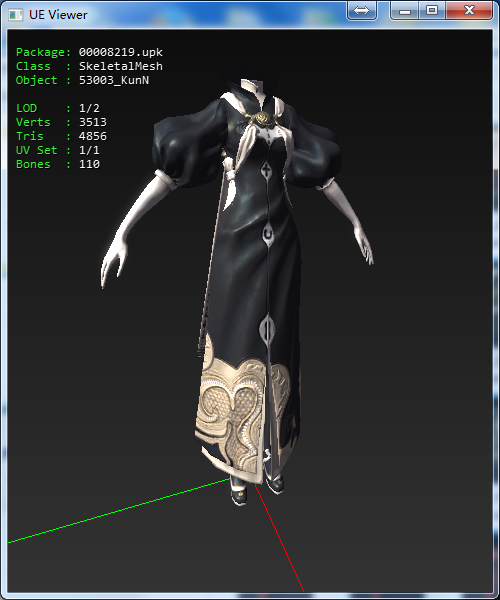 UE Viewer
Package: 00008219.upk
Class : SkeletalMesh
Object : 53003_KunN
LOD : 1/2
Verts : 3513
Tris : 4856
UV Set : 1/1
Bones : 110